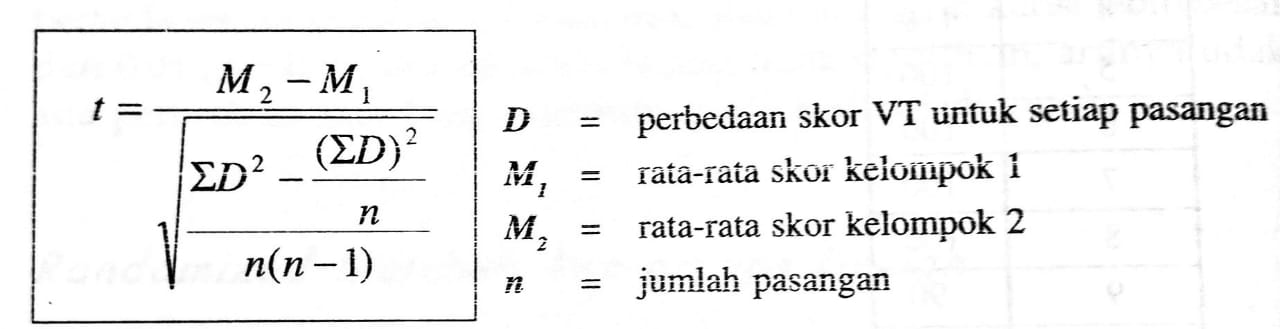 t = (M₂ − M₁) / √((ΣD² − (ΣD)²/n) / (n(n − 1)))
D = perbedaan skor VT untuk setiap pasangan
M₁ = rata-rata skor kelompok 1
M₂ = rata-rata skor kelompok 2
n = jumlah pasangan